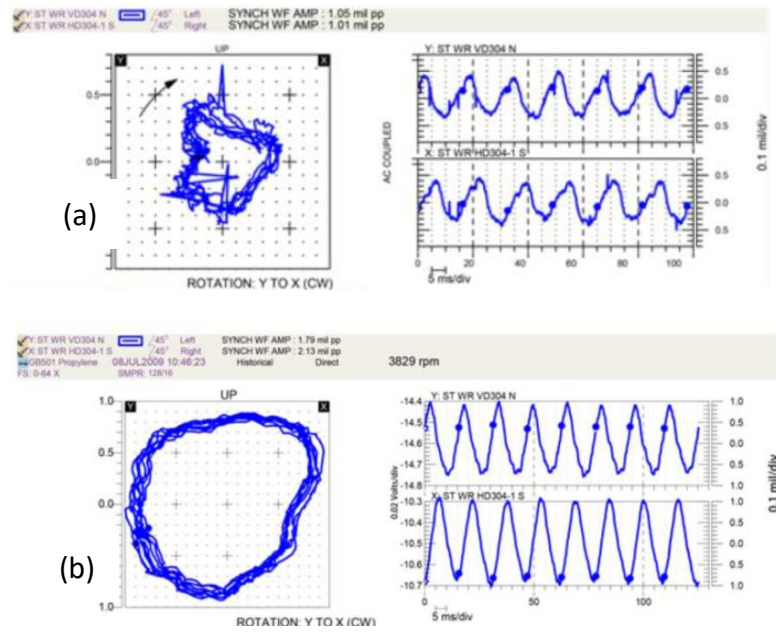 Y: ST WR VD304 N /45° Left SYNCH WF AMP : 1.05 mil pp
X: ST WR HD304-1 S /45° Right SYNCH WF AMP : 1.01 mil pp
UP
Y X
0.5
0.0
(a)
ROTATION: Y TO X (CW)
Y: ST WR VD304 N
0.5
0.0
0.5
AC COUPLED
X: ST WR HD304-1 S
0.5
0.0
0.5
0.1 mil/div
0 20 40 60 80 100
5 ms/div
Y: ST WR VD304 N /45° Left SYNCH WF AMP : 1.79 mil pp
X: ST WR HD304-1 S /45° Right SYNCH WF AMP : 2.13 mil pp
GB501 Propylene 08JUL2009 10:46:23 Historical Direct 3829 rpm
FS: 0-64 X SMPR: 128/16
UP
Y X
1.0
0.5
0.0
0.5
1.0
(b)
ROTATION: Y TO X (CW)
Y: ST WR VD304 N
-14.4 1.0
-14.5 0.5
-14.6 0.0
-14.7 0.5
-14.8 1.0
0.02 Volts/div
X: ST WR HD304-1 S
-10.3 1.0
0.5
0.0
0.5
-10.7 1.0
0.1 mil/div
0 50 100
5 ms/div